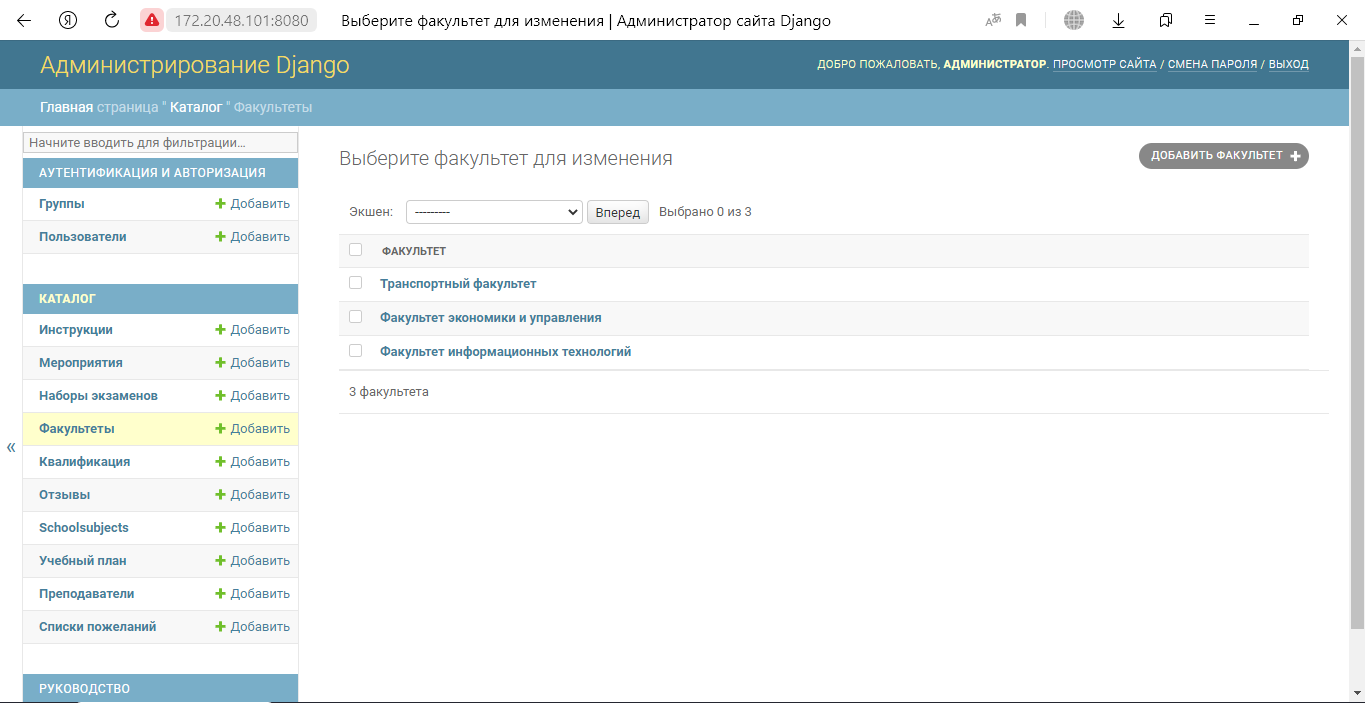 172.20.48.101:8080 Выберите факультет для изменения | Администратор сайта Django
Администрирование Django
ДОБРО ПОЖАЛОВАТЬ, АДМИНИСТРАТОР. ПРОСМОТР САЙТА / СМЕНА ПАРОЛЯ / ВЫХОД
Главная страница " Каталог " Факультеты
Начните вводить для фильтрации...
АУТЕНТИФИКАЦИЯ И АВТОРИЗАЦИЯ
Группы + Добавить
Пользователи + Добавить
КАТАЛОГ
Инструкции + Добавить
Мероприятия + Добавить
Наборы экзаменов + Добавить
Факультеты + Добавить
Квалификация + Добавить
Отзывы + Добавить
Schoolsubjects + Добавить
Учебный план + Добавить
Преподаватели + Добавить
Списки пожеланий + Добавить
РУКОВОДСТВО
«
Выберите факультет для изменения
ДОБАВИТЬ ФАКУЛЬТЕТ +
Экшен: --------- Вперед Выбрано 0 из 3
ФАКУЛЬТЕТ
Транспортный факультет
Факультет экономики и управления
Факультет информационных технологий
3 факультета